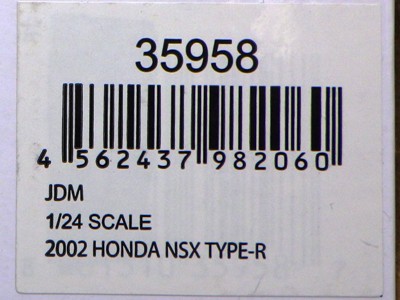 35958
4 562437 982060
JDM
1/24 SCALE
2002 HONDA NSX TYPE-R